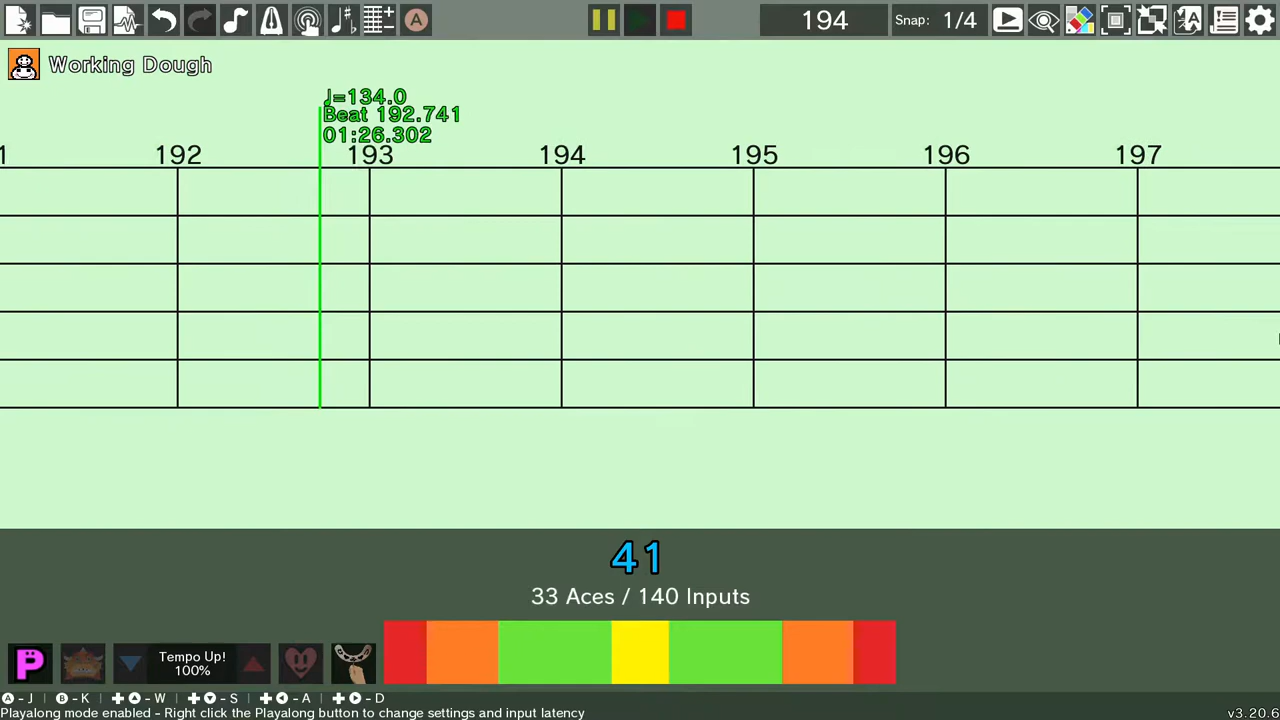 194
Snap: 1/4
A
Working Dough
♩=134.0
Beat 192.741
01:26.302
1 192 193 194 195 196 197
41
33 Aces / 140 Inputs
P
Tempo Up!
100%
A - J | B - K | ✚▲ - W | ✚▼ - S | ✚◀ - A | ✚▶ - D
Playalong mode enabled - Right click the Playalong button to change settings and input latency
v3.20.6